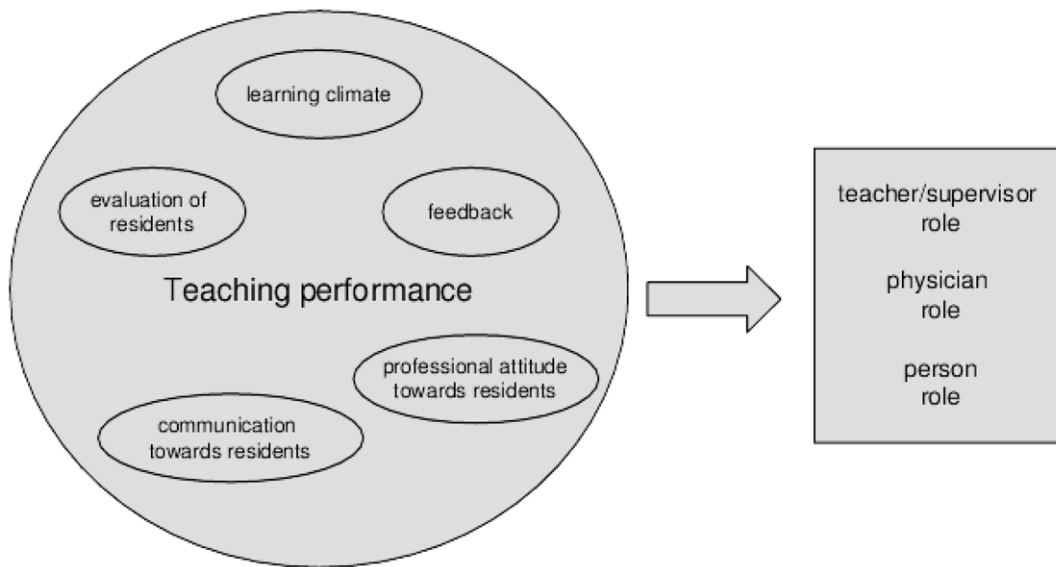 learning climate
evaluation of
residents
feedback
Teaching performance
professional attitude
towards residents
communication
towards residents
teacher/supervisor
role
physician
role
person
role